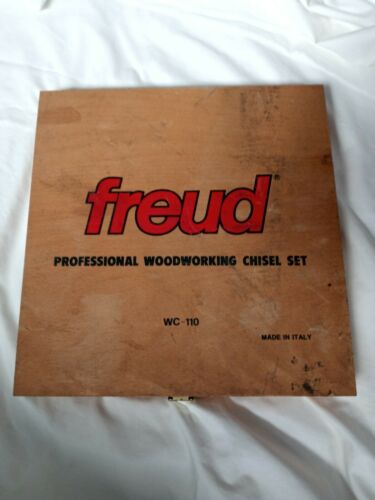 freud®
PROFESSIONAL WOODWORKING CHISEL SET
WC-110
MADE IN ITALY